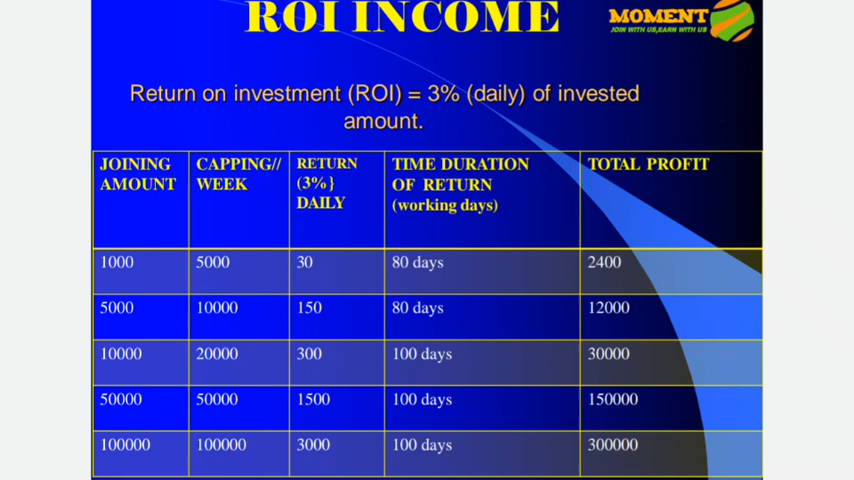 ROI INCOME
MOMENT
JOIN WITH US,EARN WITH US
Return on investment (ROI) = 3% (daily) of invested
amount.
JOINING AMOUNT CAPPING// WEEK RETURN (3%} DAILY TIME DURATION OF RETURN (working days) TOTAL PROFIT
1000 5000 30 80 days 2400
5000 10000 150 80 days 12000
10000 20000 300 100 days 30000
50000 50000 1500 100 days 150000
100000 100000 3000 100 days 300000